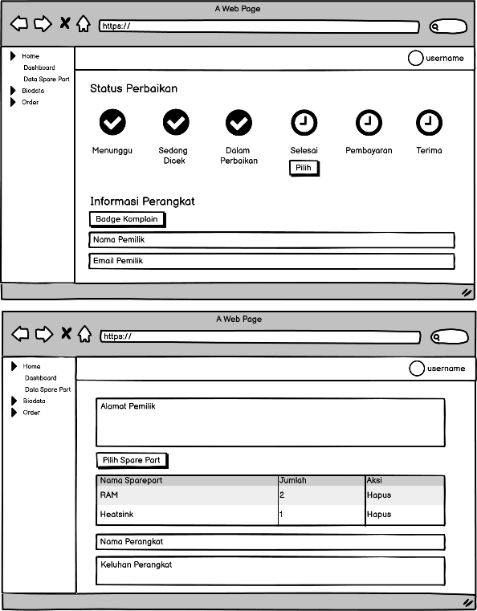 A Web Page
https://
Home
Dashboard
Data Spare Part
Biodata
Order
username
Status Perbaikan
Menunggu
Sedang Dicek
Dalam Perbaikan
Selesai
Pembayaran
Terima
Pilih
Informasi Perangkat
Badge Komplain
Nama Pemilik
Email Pemilik
A Web Page
https://
Home
Dashboard
Data Spare Part
Biodata
Order
username
Alamat Pemilik
Pilih Spare Part
Nama Sparepart Jumlah Aksi
RAM 2 Hapus
Heatsink 1 Hapus
Nama Perangkat
Keluhan Perangkat